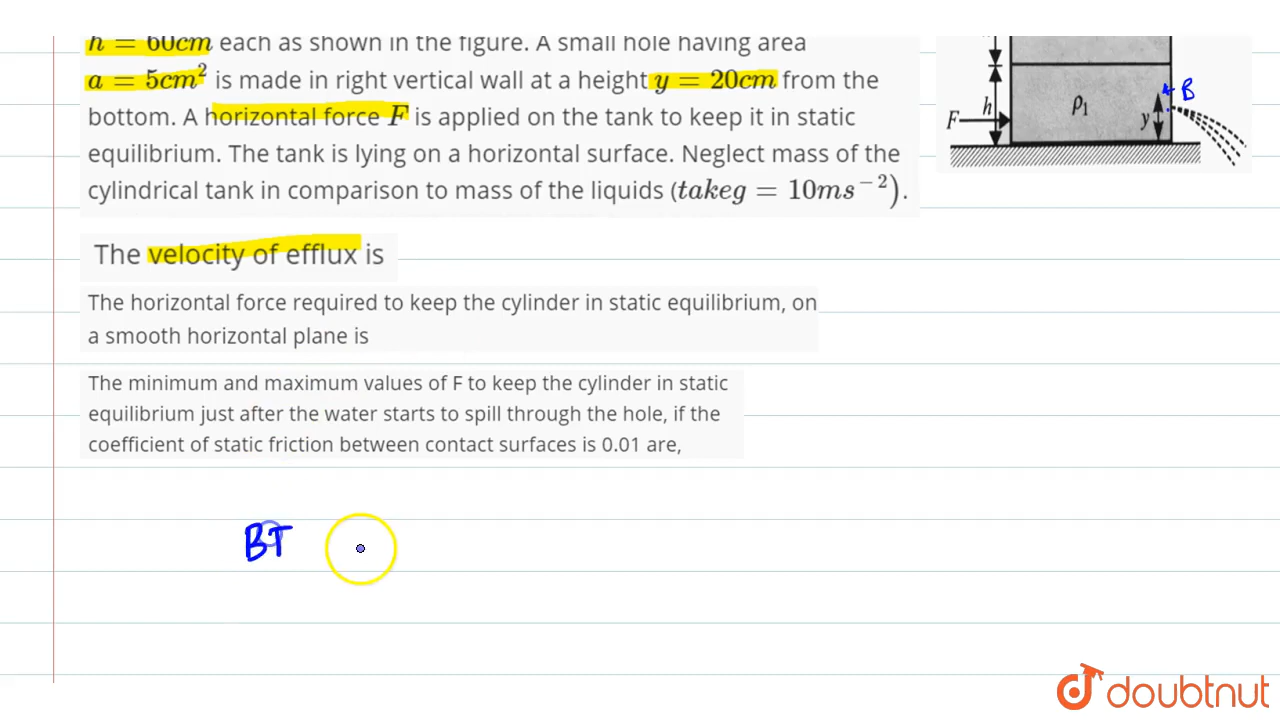 h = 60cm each as shown in the figure. A small hole having area
a = 5cm² is made in right vertical wall at a height y = 20cm from the
bottom. A horizontal force F is applied on the tank to keep it in static
equilibrium. The tank is lying on a horizontal surface. Neglect mass of the
cylindrical tank in comparison to mass of the liquids (takeg = 10ms⁻²).
h
ρ₁
B
F
y
The velocity of efflux is
The horizontal force required to keep the cylinder in static equilibrium, on
a smooth horizontal plane is
The minimum and maximum values of F to keep the cylinder in static
equilibrium just after the water starts to spill through the hole, if the
coefficient of static friction between contact surfaces is 0.01 are,
BT
doubtnut